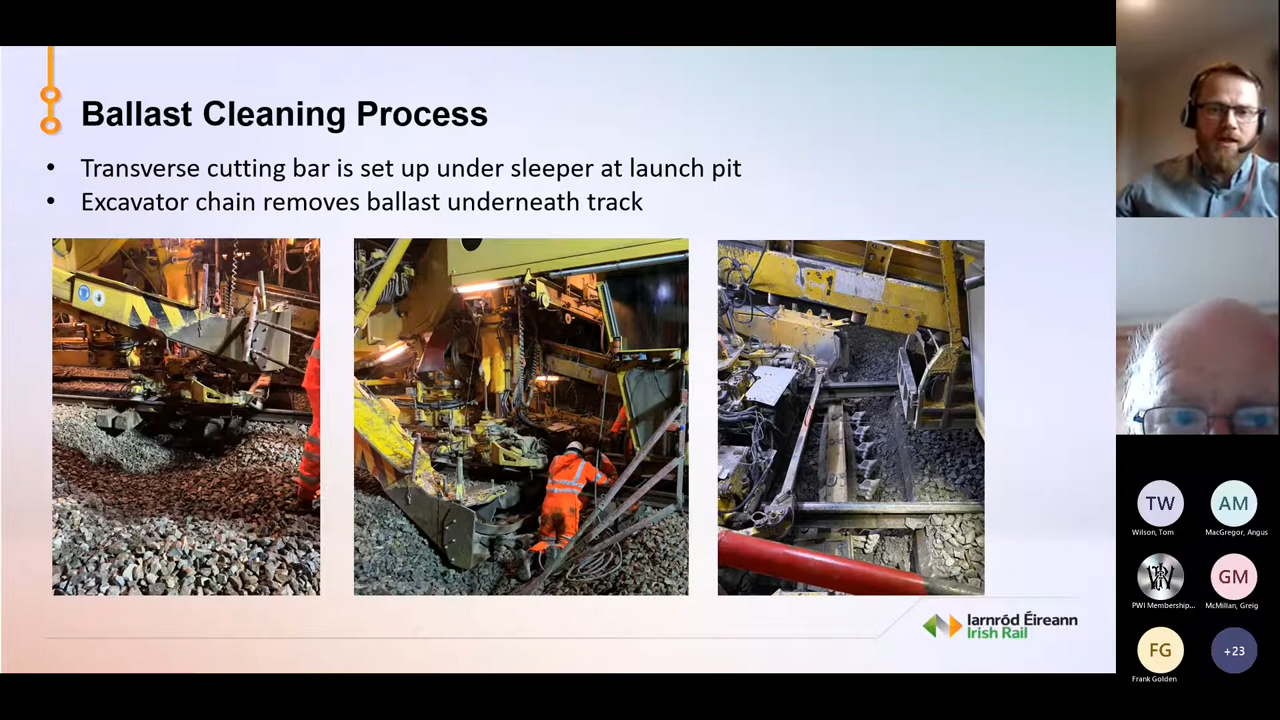 Ballast Cleaning Process
• Transverse cutting bar is set up under sleeper at launch pit
• Excavator chain removes ballast underneath track
Iarnród Éireann
Irish Rail
TW
AM
Wilson, Tom
MacGregor, Angus
GM
PWI Membership...
McMillan, Greig
FG
+23
Frank Golden